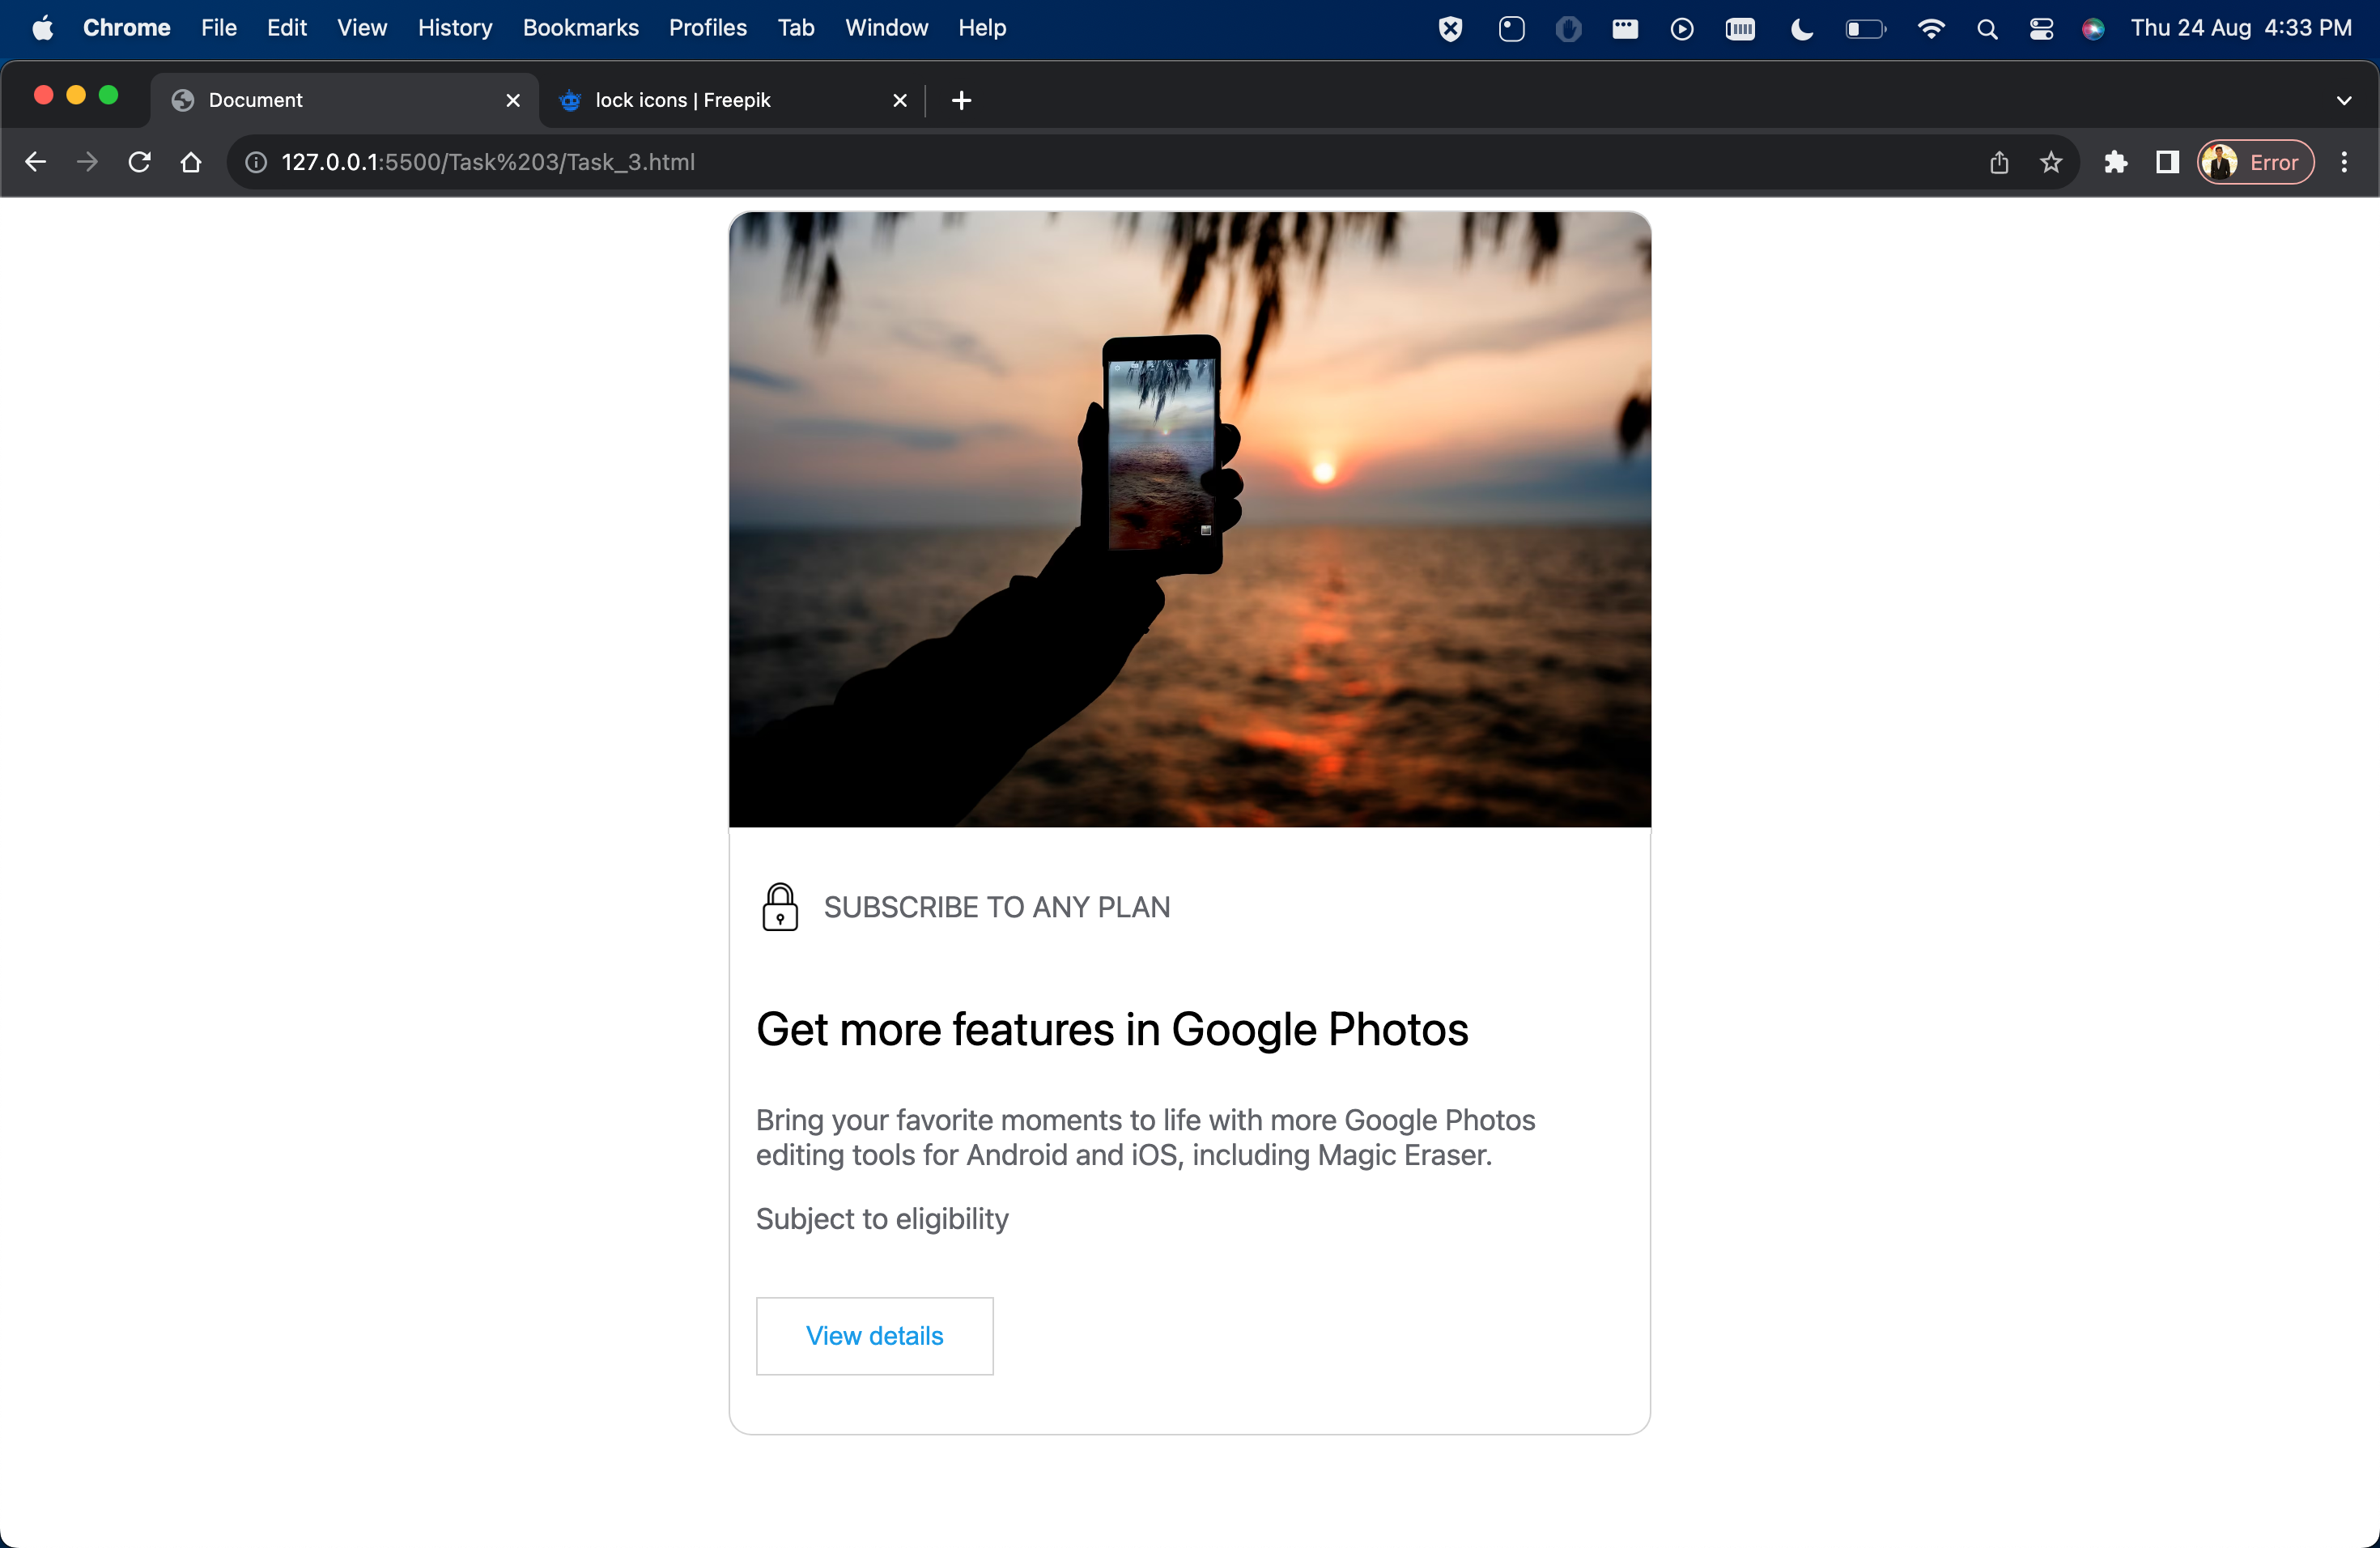 Chrome File Edit View History Bookmarks Profiles Tab Window Help Thu 24 Aug 4:33 PM
Document lock icons | Freepik
127.0.0.1:5500/Task%203/Task_3.html Error
SUBSCRIBE TO ANY PLAN
Get more features in Google Photos
Bring your favorite moments to life with more Google Photos
editing tools for Android and iOS, including Magic Eraser.
Subject to eligibility
View details